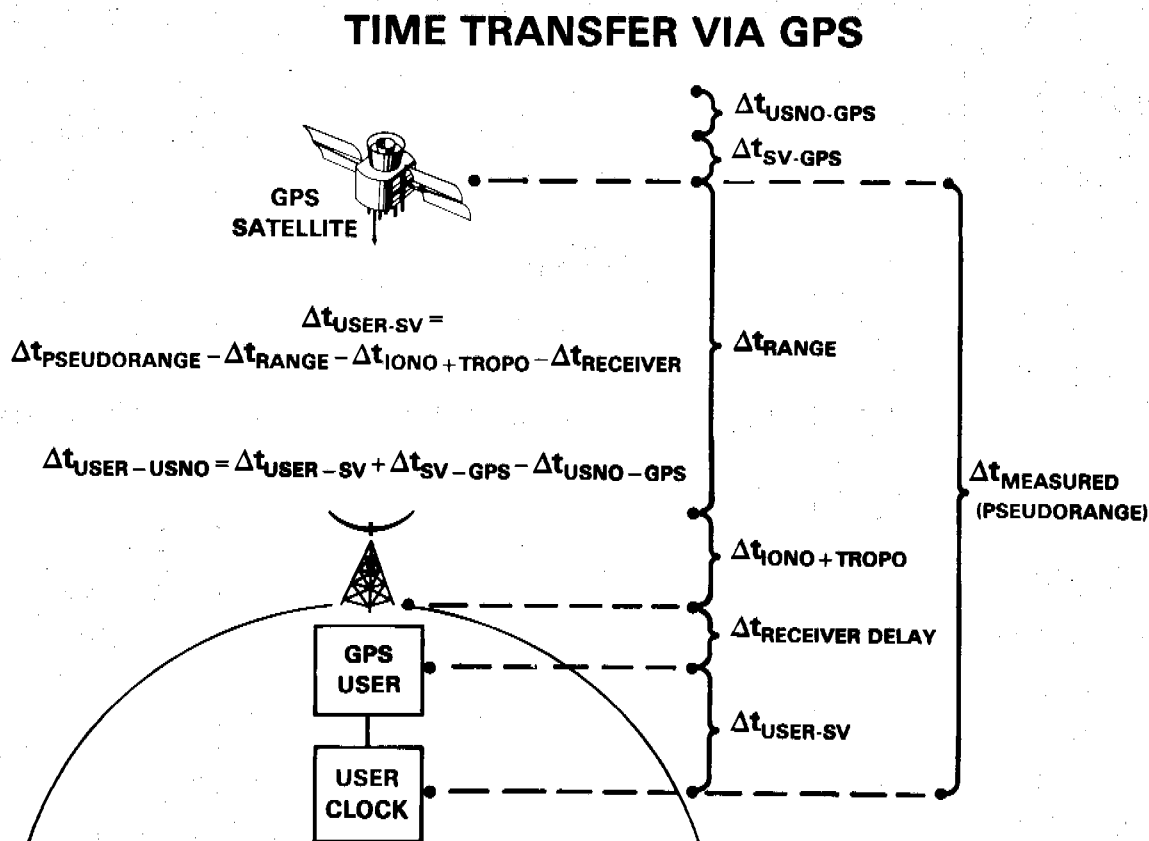 TIME TRANSFER VIA GPS
Δt_USNO-GPS
Δt_SV-GPS
GPS
SATELLITE
Δt_USER-SV =
Δt_PSEUDORANGE – Δt_RANGE – Δt_IONO + TROPO – Δt_RECEIVER
Δt_RANGE
Δt_USER – USNO = Δt_USER – SV + Δt_SV – GPS – Δt_USNO – GPS
Δt_MEASURED
(PSEUDORANGE)
Δt_IONO + TROPO
Δt_RECEIVER DELAY
GPS
USER
Δt_USER-SV
USER
CLOCK